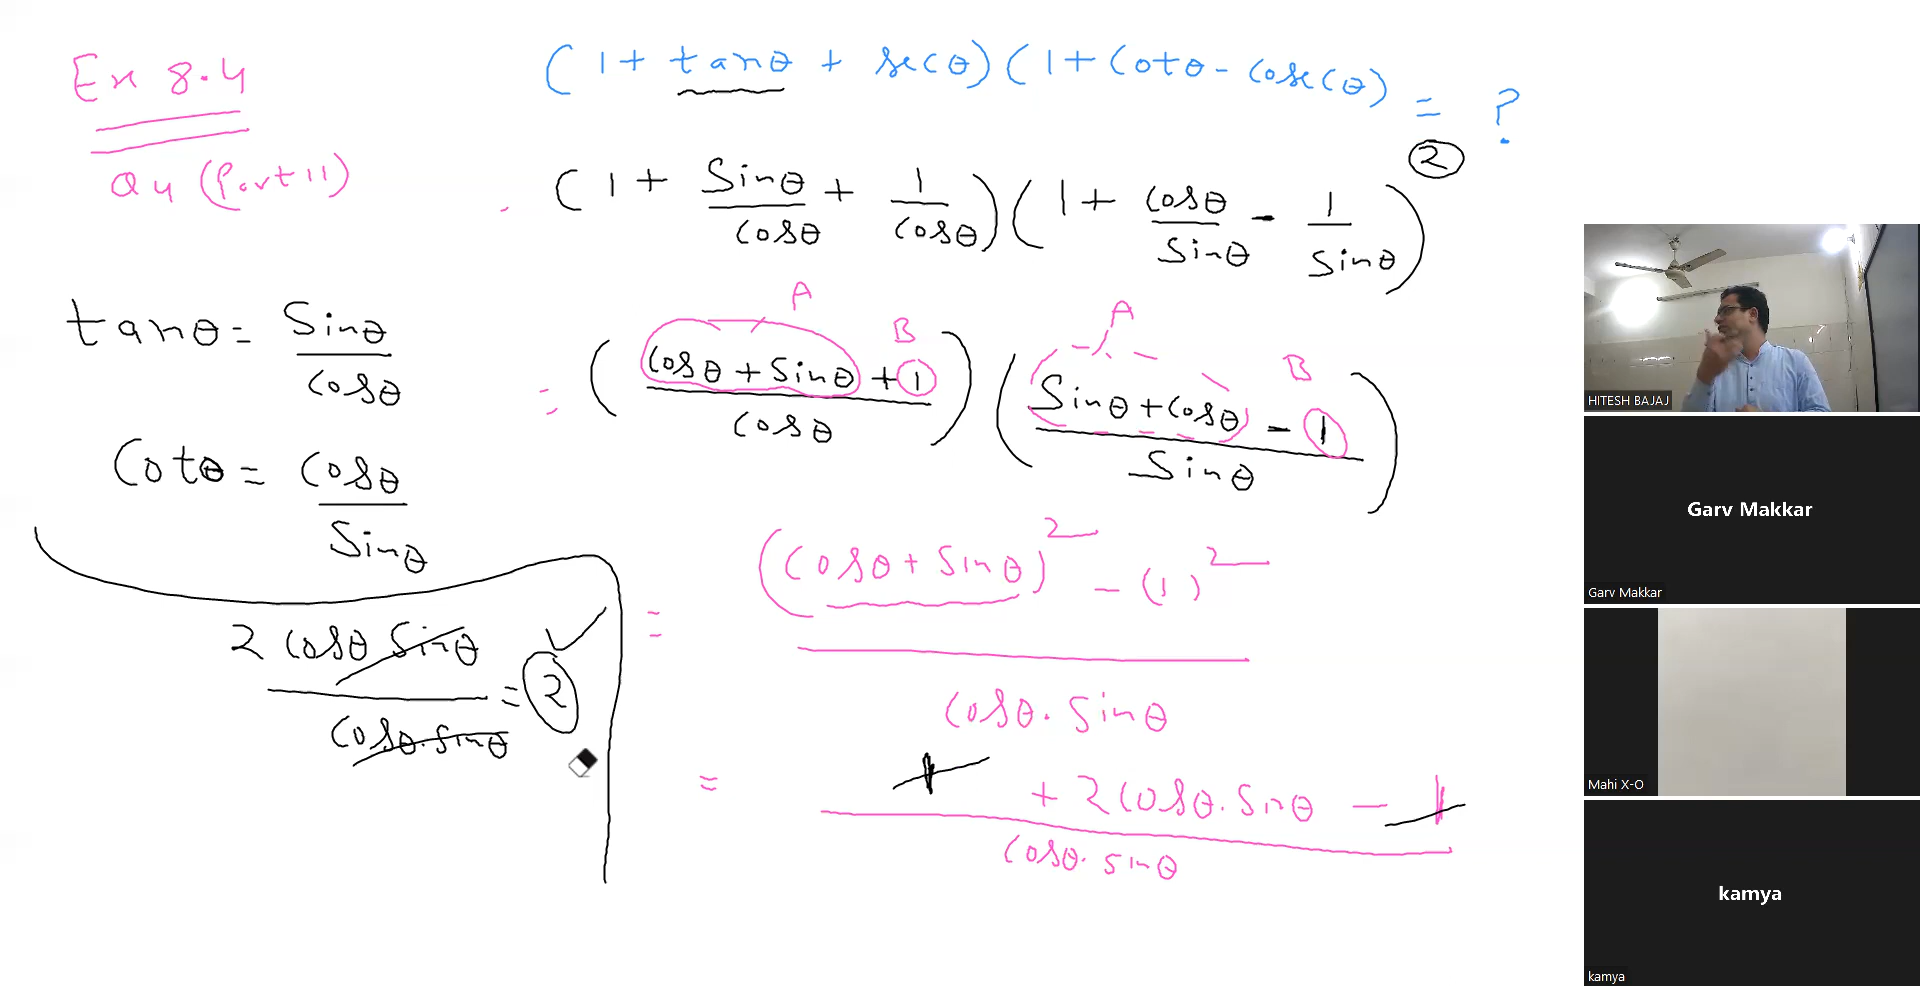 Ex 8.4
Q4 (Part 11)
(1 + tanθ + secθ)(1 + cotθ - cosecθ) = ?
2
(1 + Sinθ/cosθ + 1/cosθ)(1 + cosθ/sinθ - 1/sinθ)
tanθ = Sinθ/cosθ
A B A B
= (cosθ + sinθ + 1/cosθ)(Sinθ + cosθ - 1/Sinθ)
Cotθ = cosθ/Sinθ
= (cosθ + sinθ)² - (1)²/cosθ.sinθ
2 cosθ sinθ/cosθ.sinθ = 2
= 1 + 2cosθ.sinθ - 1/cosθ.sinθ
HITESH BAJAJ
Garv Makkar
Garv Makkar
Mahi X-O
kamya
kamya